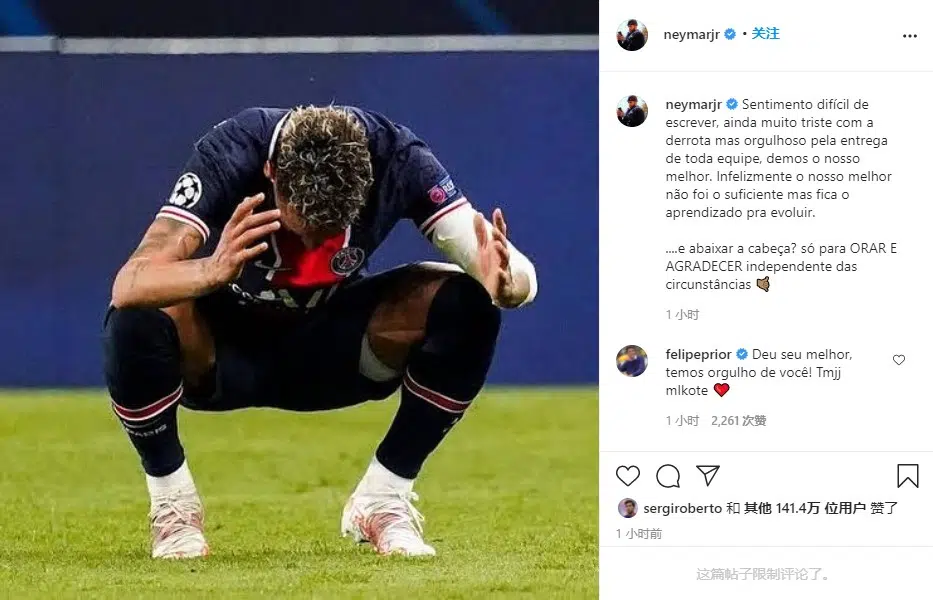 neymarjr • 关注
neymarjr Sentimento difícil de
escrever, ainda muito triste com a
derrota mas orgulhoso pela entrega
de toda equipe, demos o nosso
melhor. Infelizmente o nosso melhor
não foi o suficiente mas fica o
aprendizado pra evoluir.
....e abaixar a cabeça? só para ORAR E
AGRADECER independente das
circunstâncias
1 小时
felipeprior Deu seu melhor,
temos orgulho de você! Tmjj
mlkote ❤️
1 小时 2,261 次赞
sergiroberto 和 其他 141.4万 位用户 赞了
1 小时前
这篇帖子限制评论了。
PARIS